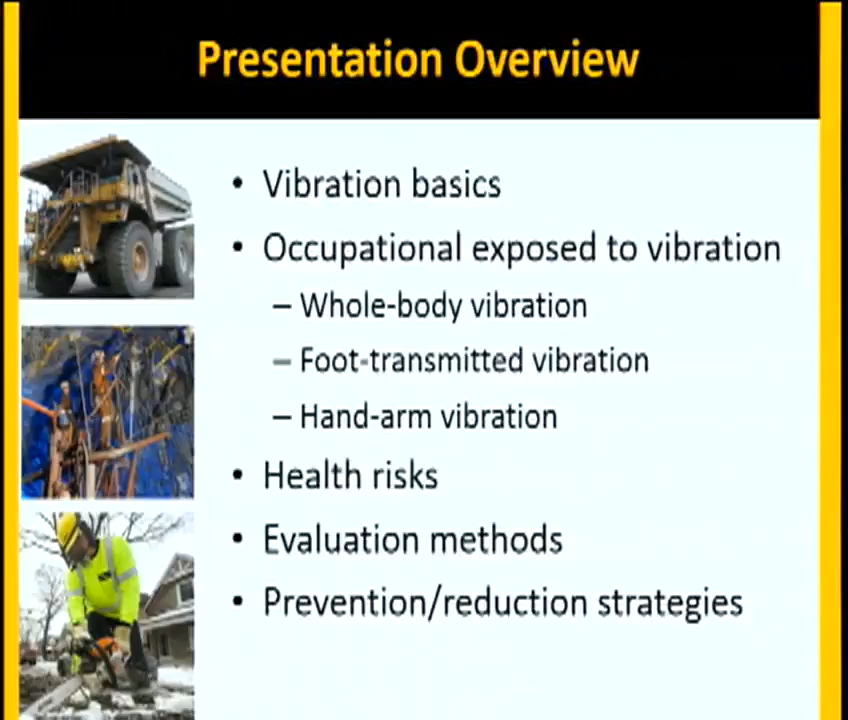 Presentation Overview
• Vibration basics
• Occupational exposed to vibration
– Whole-body vibration
– Foot-transmitted vibration
– Hand-arm vibration
• Health risks
• Evaluation methods
• Prevention/reduction strategies